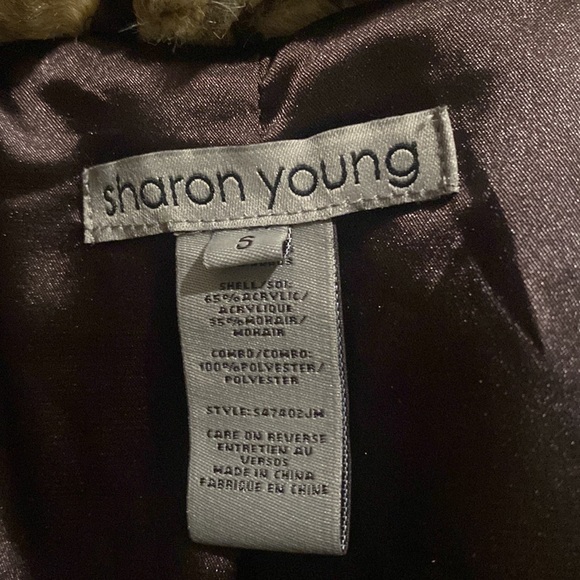 sharon young
S
SHELL/SOL:
65%ACRYLIC/
ACRYLIQUE
35%MOHAIR/
MOHAIR
COMBO/COMBO:
100%POLYESTER/
POLYESTER
STYLE:S47402JM
CARE ON REVERSE
ENTRETIEN AU
VERSOS
MADE IN CHINA
FABRIQUE EN CHINE